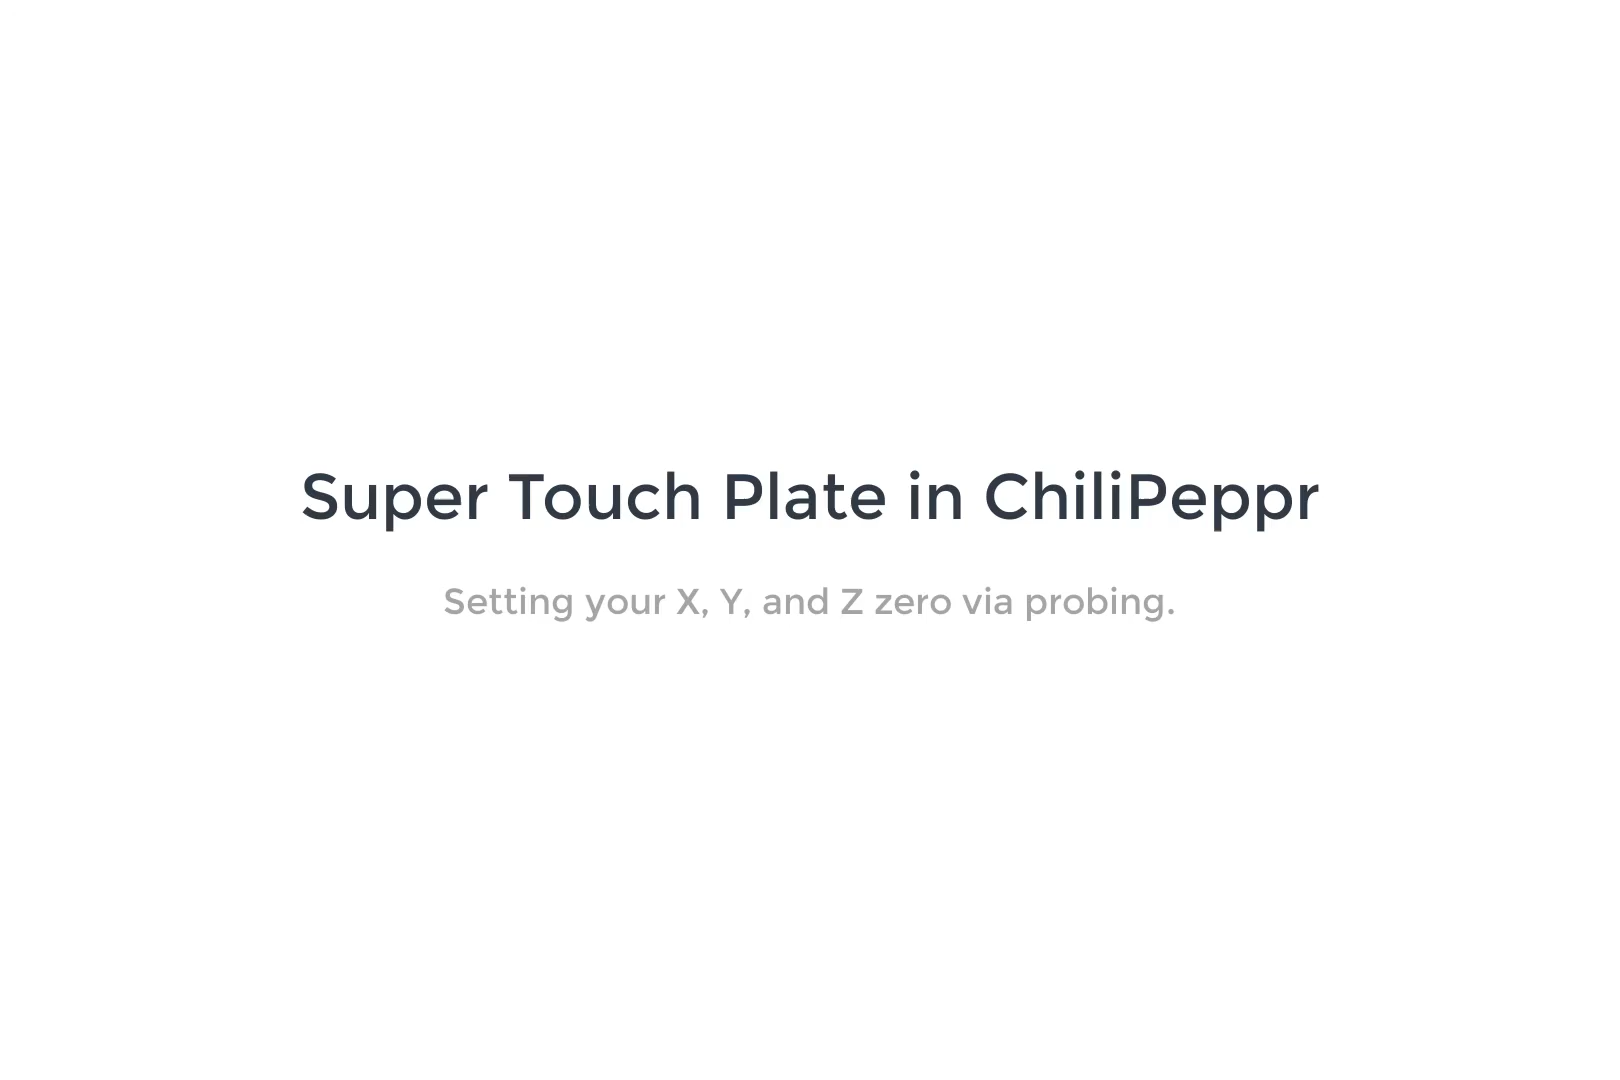 Super Touch Plate in ChiliPeppr
Setting your X, Y, and Z zero via probing.